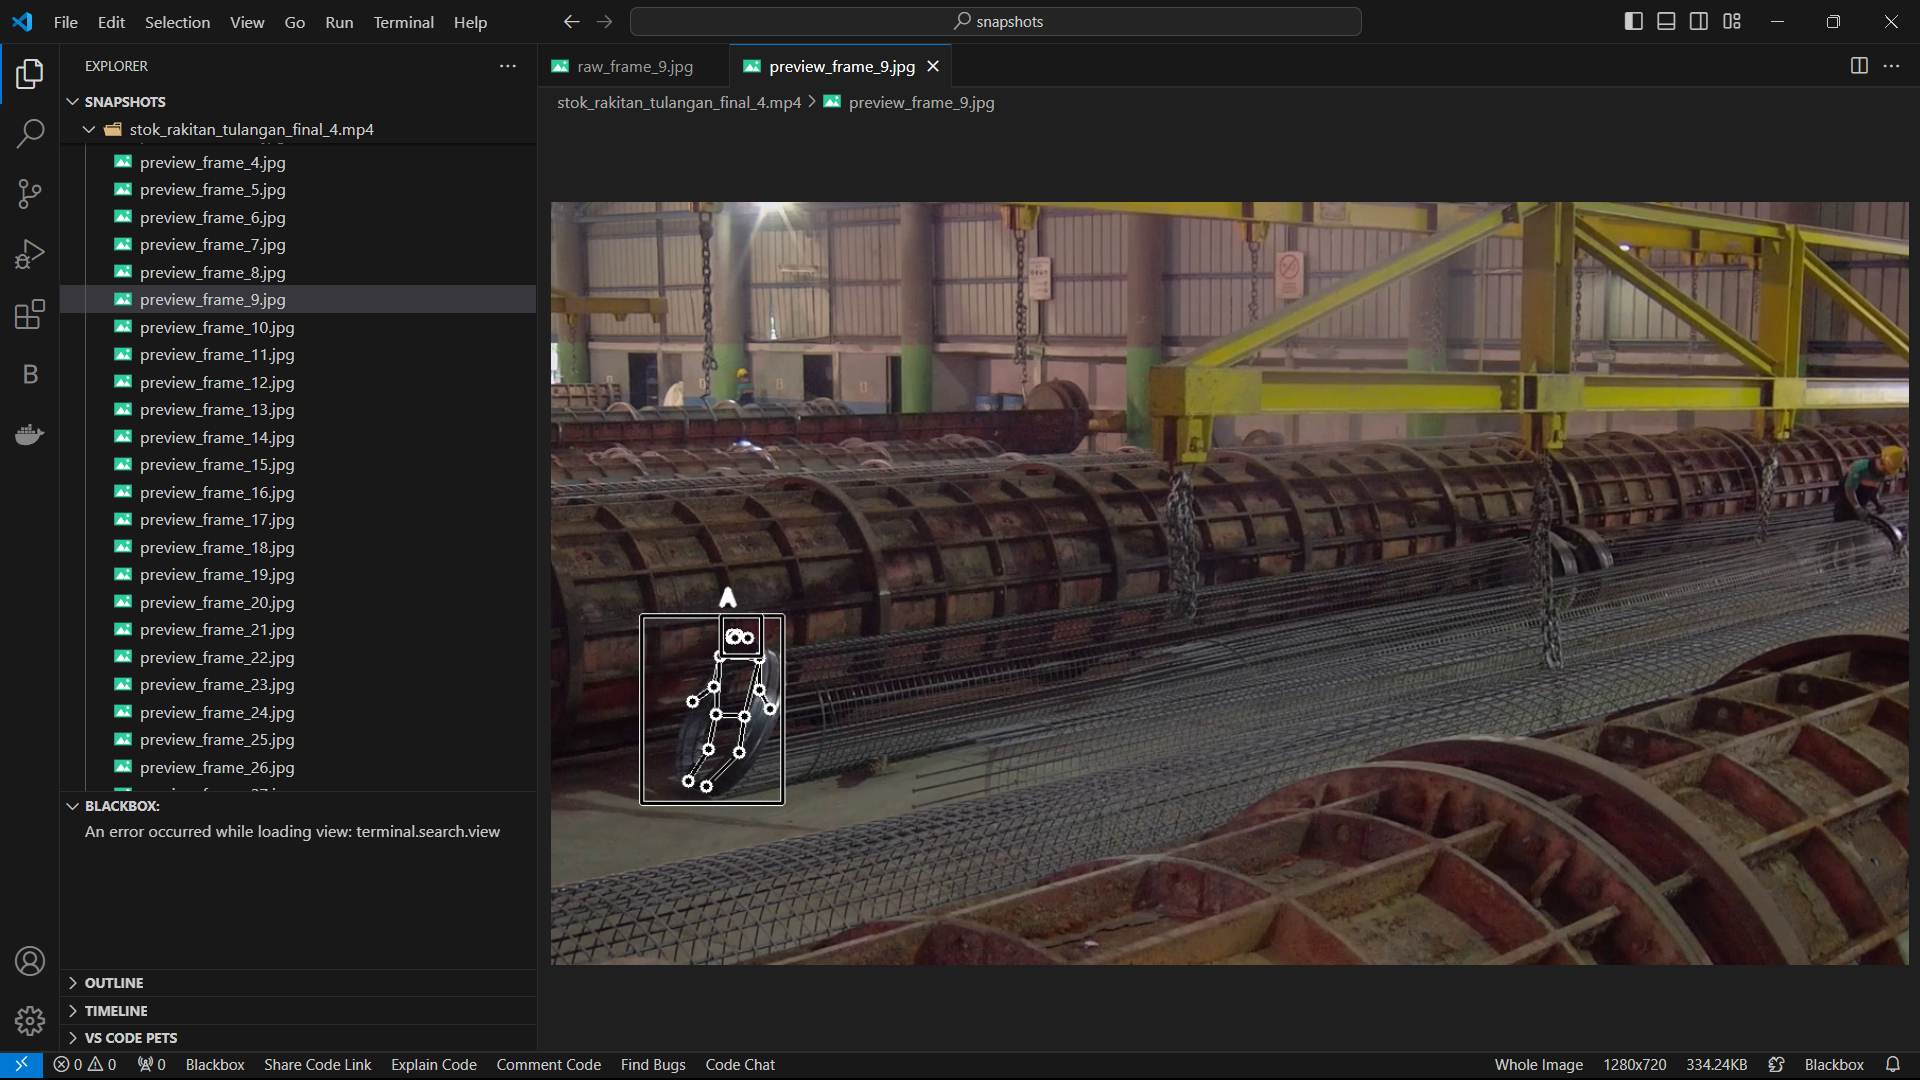 File Edit Selection View Go Run Terminal Help
snapshots
EXPLORER
raw_frame_9.jpg
preview_frame_9.jpg
SNAPSHOTS
stok_rakitan_tulangan_final_4.mp4
stok_rakitan_tulangan_final_4.mp4 > preview_frame_9.jpg
preview_frame_4.jpg
preview_frame_5.jpg
preview_frame_6.jpg
preview_frame_7.jpg
preview_frame_8.jpg
preview_frame_9.jpg
preview_frame_10.jpg
preview_frame_11.jpg
preview_frame_12.jpg
preview_frame_13.jpg
preview_frame_14.jpg
preview_frame_15.jpg
preview_frame_16.jpg
preview_frame_17.jpg
preview_frame_18.jpg
preview_frame_19.jpg
preview_frame_20.jpg
preview_frame_21.jpg
preview_frame_22.jpg
preview_frame_23.jpg
preview_frame_24.jpg
preview_frame_25.jpg
preview_frame_26.jpg
A
B
BLACKBOX:
An error occurred while loading view: terminal.search.view
OUTLINE
TIMELINE
VS CODE PETS
0 0 0 Blackbox Share Code Link Explain Code Comment Code Find Bugs Code Chat
Whole Image 1280x720 334.24KB Blackbox